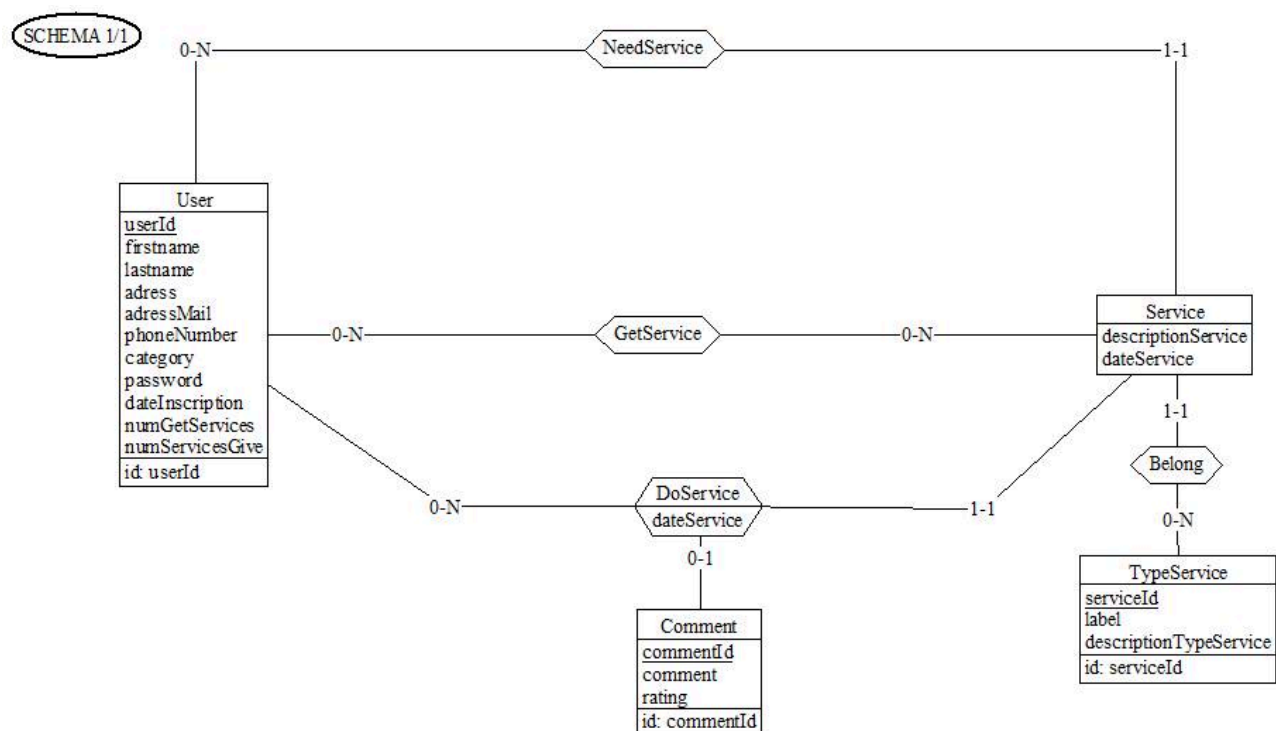 SCHEMA 1/1
0-N
NeedService
1-1
User
userId
firstname
lastname
adress
adressMail
phoneNumber
category
password
dateInscription
numGetServices
numServicesGive
id: userId
0-N
GetService
0-N
Service
descriptionService
dateService
1-1
Belong
0-N
0-N
DoService
dateService
1-1
0-1
Comment
commentId
comment
rating
id: commentId
TypeService
serviceId
label
descriptionTypeService
id: serviceId